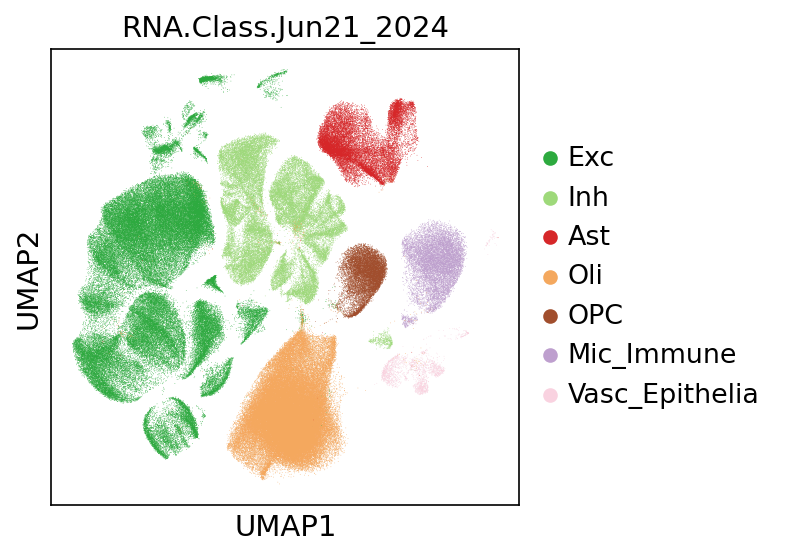 RNA.Class.Jun21_2024
Exc
Inh
Ast
Oli
OPC
Mic_Immune
Vasc_Epithelia
UMAP2
UMAP1